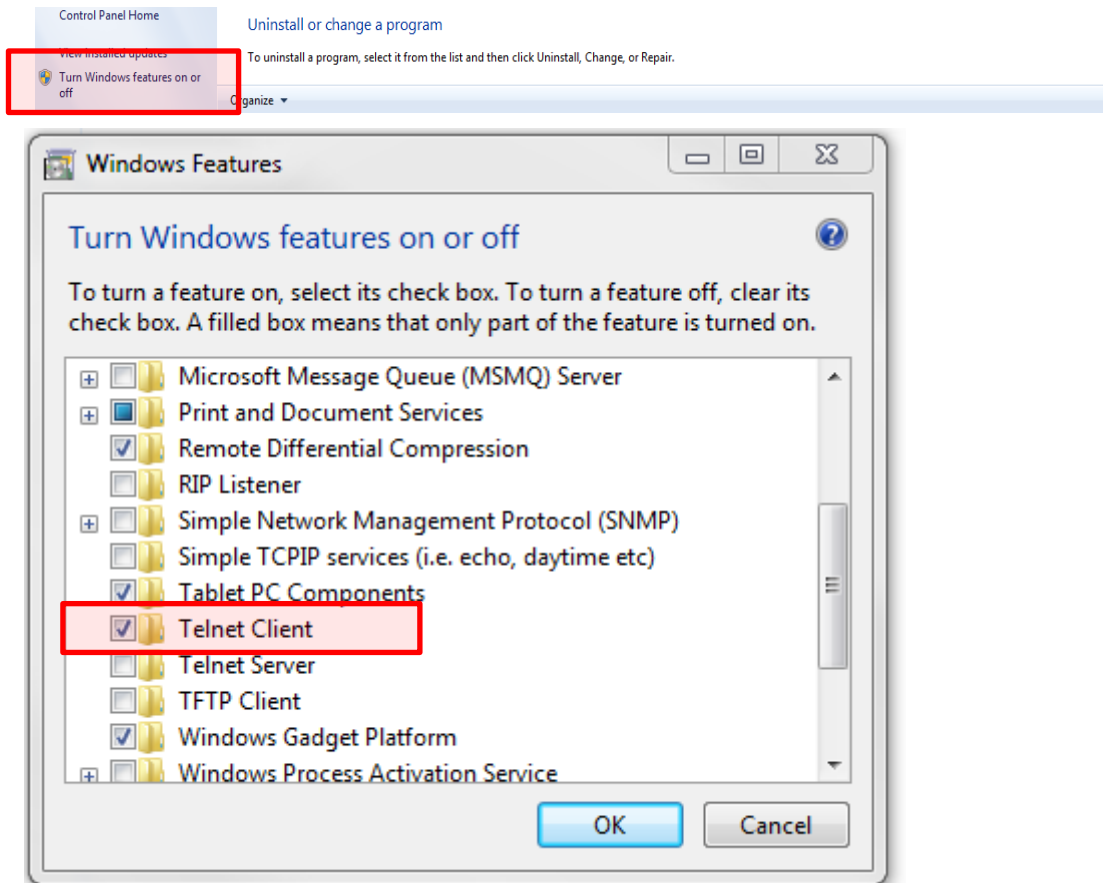 Control Panel Home
Uninstall or change a program
View installed updates
To uninstall a program, select it from the list and then click Uninstall, Change, or Repair.
Turn Windows features on or
off
Organize
Windows Features
Turn Windows features on or off
To turn a feature on, select its check box. To turn a feature off, clear its
check box. A filled box means that only part of the feature is turned on.
Microsoft Message Queue (MSMQ) Server
Print and Document Services
Remote Differential Compression
RIP Listener
Simple Network Management Protocol (SNMP)
Simple TCPIP services (i.e. echo, daytime etc)
Tablet PC Components
Telnet Client
Telnet Server
TFTP Client
Windows Gadget Platform
Windows Process Activation Service
OK
Cancel